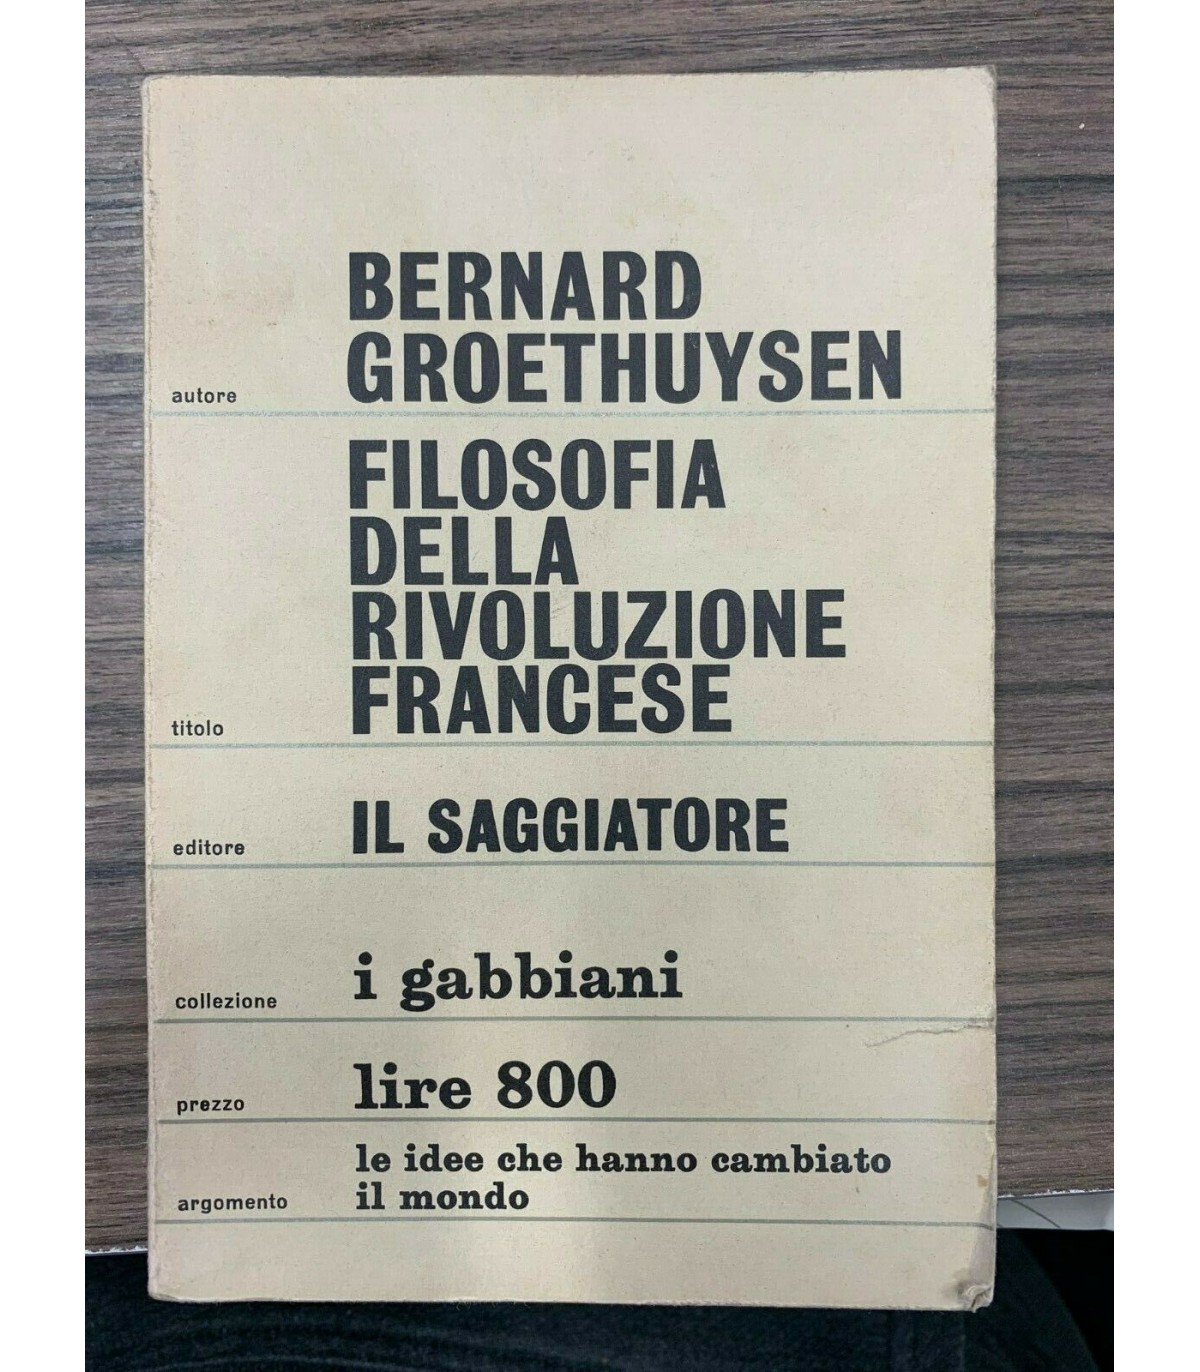 BERNARD
autore GROETHUYSEN
FILOSOFIA
DELLA
RIVOLUZIONE
titolo FRANCESE
editore IL SAGGIATORE
collezione i gabbiani
prezzo lire 800
le idee che hanno cambiato
argomento il mondo